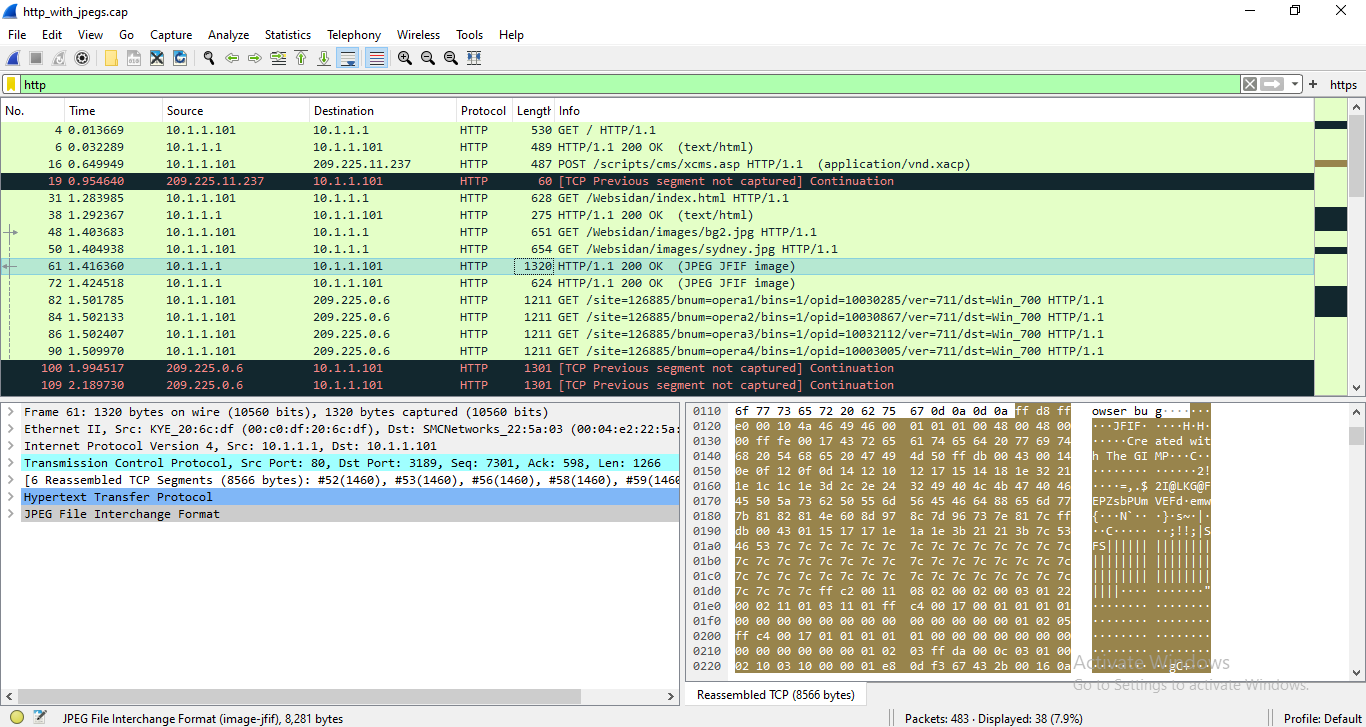 http_with_jpegs.cap
File Edit View Go Capture Analyze Statistics Telephony Wireless Tools Help
http
https
No. Time Source Destination Protocol Length Info
4 0.013669 10.1.1.101 10.1.1.1 HTTP 530 GET / HTTP/1.1
6 0.032289 10.1.1.1 10.1.1.101 HTTP 489 HTTP/1.1 200 OK (text/html)
16 0.649949 10.1.1.101 209.225.11.237 HTTP 487 POST /scripts/cms/xcms.asp HTTP/1.1 (application/vnd.xacp)
19 0.954640 209.225.11.237 10.1.1.101 HTTP 60 [TCP Previous segment not captured] Continuation
31 1.283985 10.1.1.101 10.1.1.1 HTTP 628 GET /Websidan/index.html HTTP/1.1
38 1.292367 10.1.1.1 10.1.1.101 HTTP 275 HTTP/1.1 200 OK (text/html)
48 1.403683 10.1.1.101 10.1.1.1 HTTP 651 GET /Websidan/images/bg2.jpg HTTP/1.1
50 1.404938 10.1.1.101 10.1.1.1 HTTP 654 GET /Websidan/images/sydney.jpg HTTP/1.1
61 1.416360 10.1.1.1 10.1.1.101 HTTP 1320 HTTP/1.1 200 OK (JPEG JFIF image)
72 1.424518 10.1.1.1 10.1.1.101 HTTP 624 HTTP/1.1 200 OK (JPEG JFIF image)
82 1.501785 10.1.1.101 209.225.0.6 HTTP 1211 GET /site=126885/bnum=opera1/bins=1/opid=10030285/ver=711/dst=Win_700 HTTP/1.1
84 1.502133 10.1.1.101 209.225.0.6 HTTP 1211 GET /site=126885/bnum=opera2/bins=1/opid=10030867/ver=711/dst=Win_700 HTTP/1.1
86 1.502407 10.1.1.101 209.225.0.6 HTTP 1211 GET /site=126885/bnum=opera3/bins=1/opid=10032112/ver=711/dst=Win_700 HTTP/1.1
90 1.509970 10.1.1.101 209.225.0.6 HTTP 1211 GET /site=126885/bnum=opera4/bins=1/opid=10003005/ver=711/dst=Win_700 HTTP/1.1
100 1.994517 209.225.0.6 10.1.1.101 HTTP 1301 [TCP Previous segment not captured] Continuation
109 2.189730 209.225.0.6 10.1.1.101 HTTP 1301 [TCP Previous segment not captured] Continuation
Frame 61: 1320 bytes on wire (10560 bits), 1320 bytes captured (10560 bits)
Ethernet II, Src: KYE_20:6c:df (00:c0:df:20:6c:df), Dst: SMCNetworks_22:5a:03 (00:04:e2:22:5a:
Internet Protocol Version 4, Src: 10.1.1.1, Dst: 10.1.1.101
Transmission Control Protocol, Src Port: 80, Dst Port: 3189, Seq: 7301, Ack: 598, Len: 1266
[6 Reassembled TCP Segments (8566 bytes): #52(1460), #53(1460), #56(1460), #58(1460), #59(1460
Hypertext Transfer Protocol
JPEG File Interchange Format
0110 6f 77 73 65 72 20 62 75 67 0d 0a 0d 0a ff d8 ff owser bu g·······
0120 e0 00 10 4a 46 49 46 00 01 01 01 00 48 00 48 00 ···JFIF· ····H·H·
0130 00 ff fe 00 17 43 72 65 61 74 65 64 20 77 69 74 ·····Cre ated wit
0140 68 20 54 68 65 20 47 49 4d 50 ff db 00 43 00 14 h The GI MP···C··
0150 0e 0f 12 0f 0d 14 12 10 12 17 15 14 18 1e 32 21 ········ ······2!
0160 1e 1c 1c 1e 3d 2c 2e 24 32 49 40 4c 4b 47 40 46 ····=,.$ 2I@LKG@F
0170 45 50 5a 73 62 50 55 6d 56 45 46 64 88 65 6d 77 EPZsbPUm VEFd·emw
0180 7b 81 82 81 4e 60 8d 97 8c 7d 96 73 7e 81 7c ff {···N`·· ·}·s~·|·
0190 db 00 43 01 15 17 17 1e 1a 1e 3b 21 21 3b 7c 53 ··C····· ··;!!;|S
01a0 46 53 7c 7c 7c 7c 7c 7c 7c 7c 7c 7c 7c 7c 7c 7c FS|||||| ||||||||
01b0 7c 7c 7c 7c 7c 7c 7c 7c 7c 7c 7c 7c 7c 7c 7c 7c |||||||| ||||||||
01c0 7c 7c 7c 7c 7c 7c 7c 7c 7c 7c 7c 7c 7c 7c 7c 7c |||||||| ||||||||
01d0 7c 7c 7c 7c ff c2 00 11 08 02 00 02 00 03 01 22 ||||···· ·······"
01e0 00 02 11 01 03 11 01 ff c4 00 17 00 01 01 01 01 ········ ········
01f0 00 00 00 00 00 00 00 00 00 00 00 00 00 01 02 05 ········ ········
0200 ff c4 00 17 01 01 01 01 01 00 00 00 00 00 00 00 ········ ········
0210 00 00 00 00 00 00 01 02 03 ff da 00 0c 03 01 00 ········ ········
0220 02 10 03 10 00 00 01 e8 0d f3 67 43 2b 00 16 0a ········ ··gC+···
Activate Windows
Go to Settings to activate Windows.
Reassembled TCP (8566 bytes)
JPEG File Interchange Format (image-jfif), 8,281 bytes
Packets: 483 · Displayed: 38 (7.9%)
Profile: Default